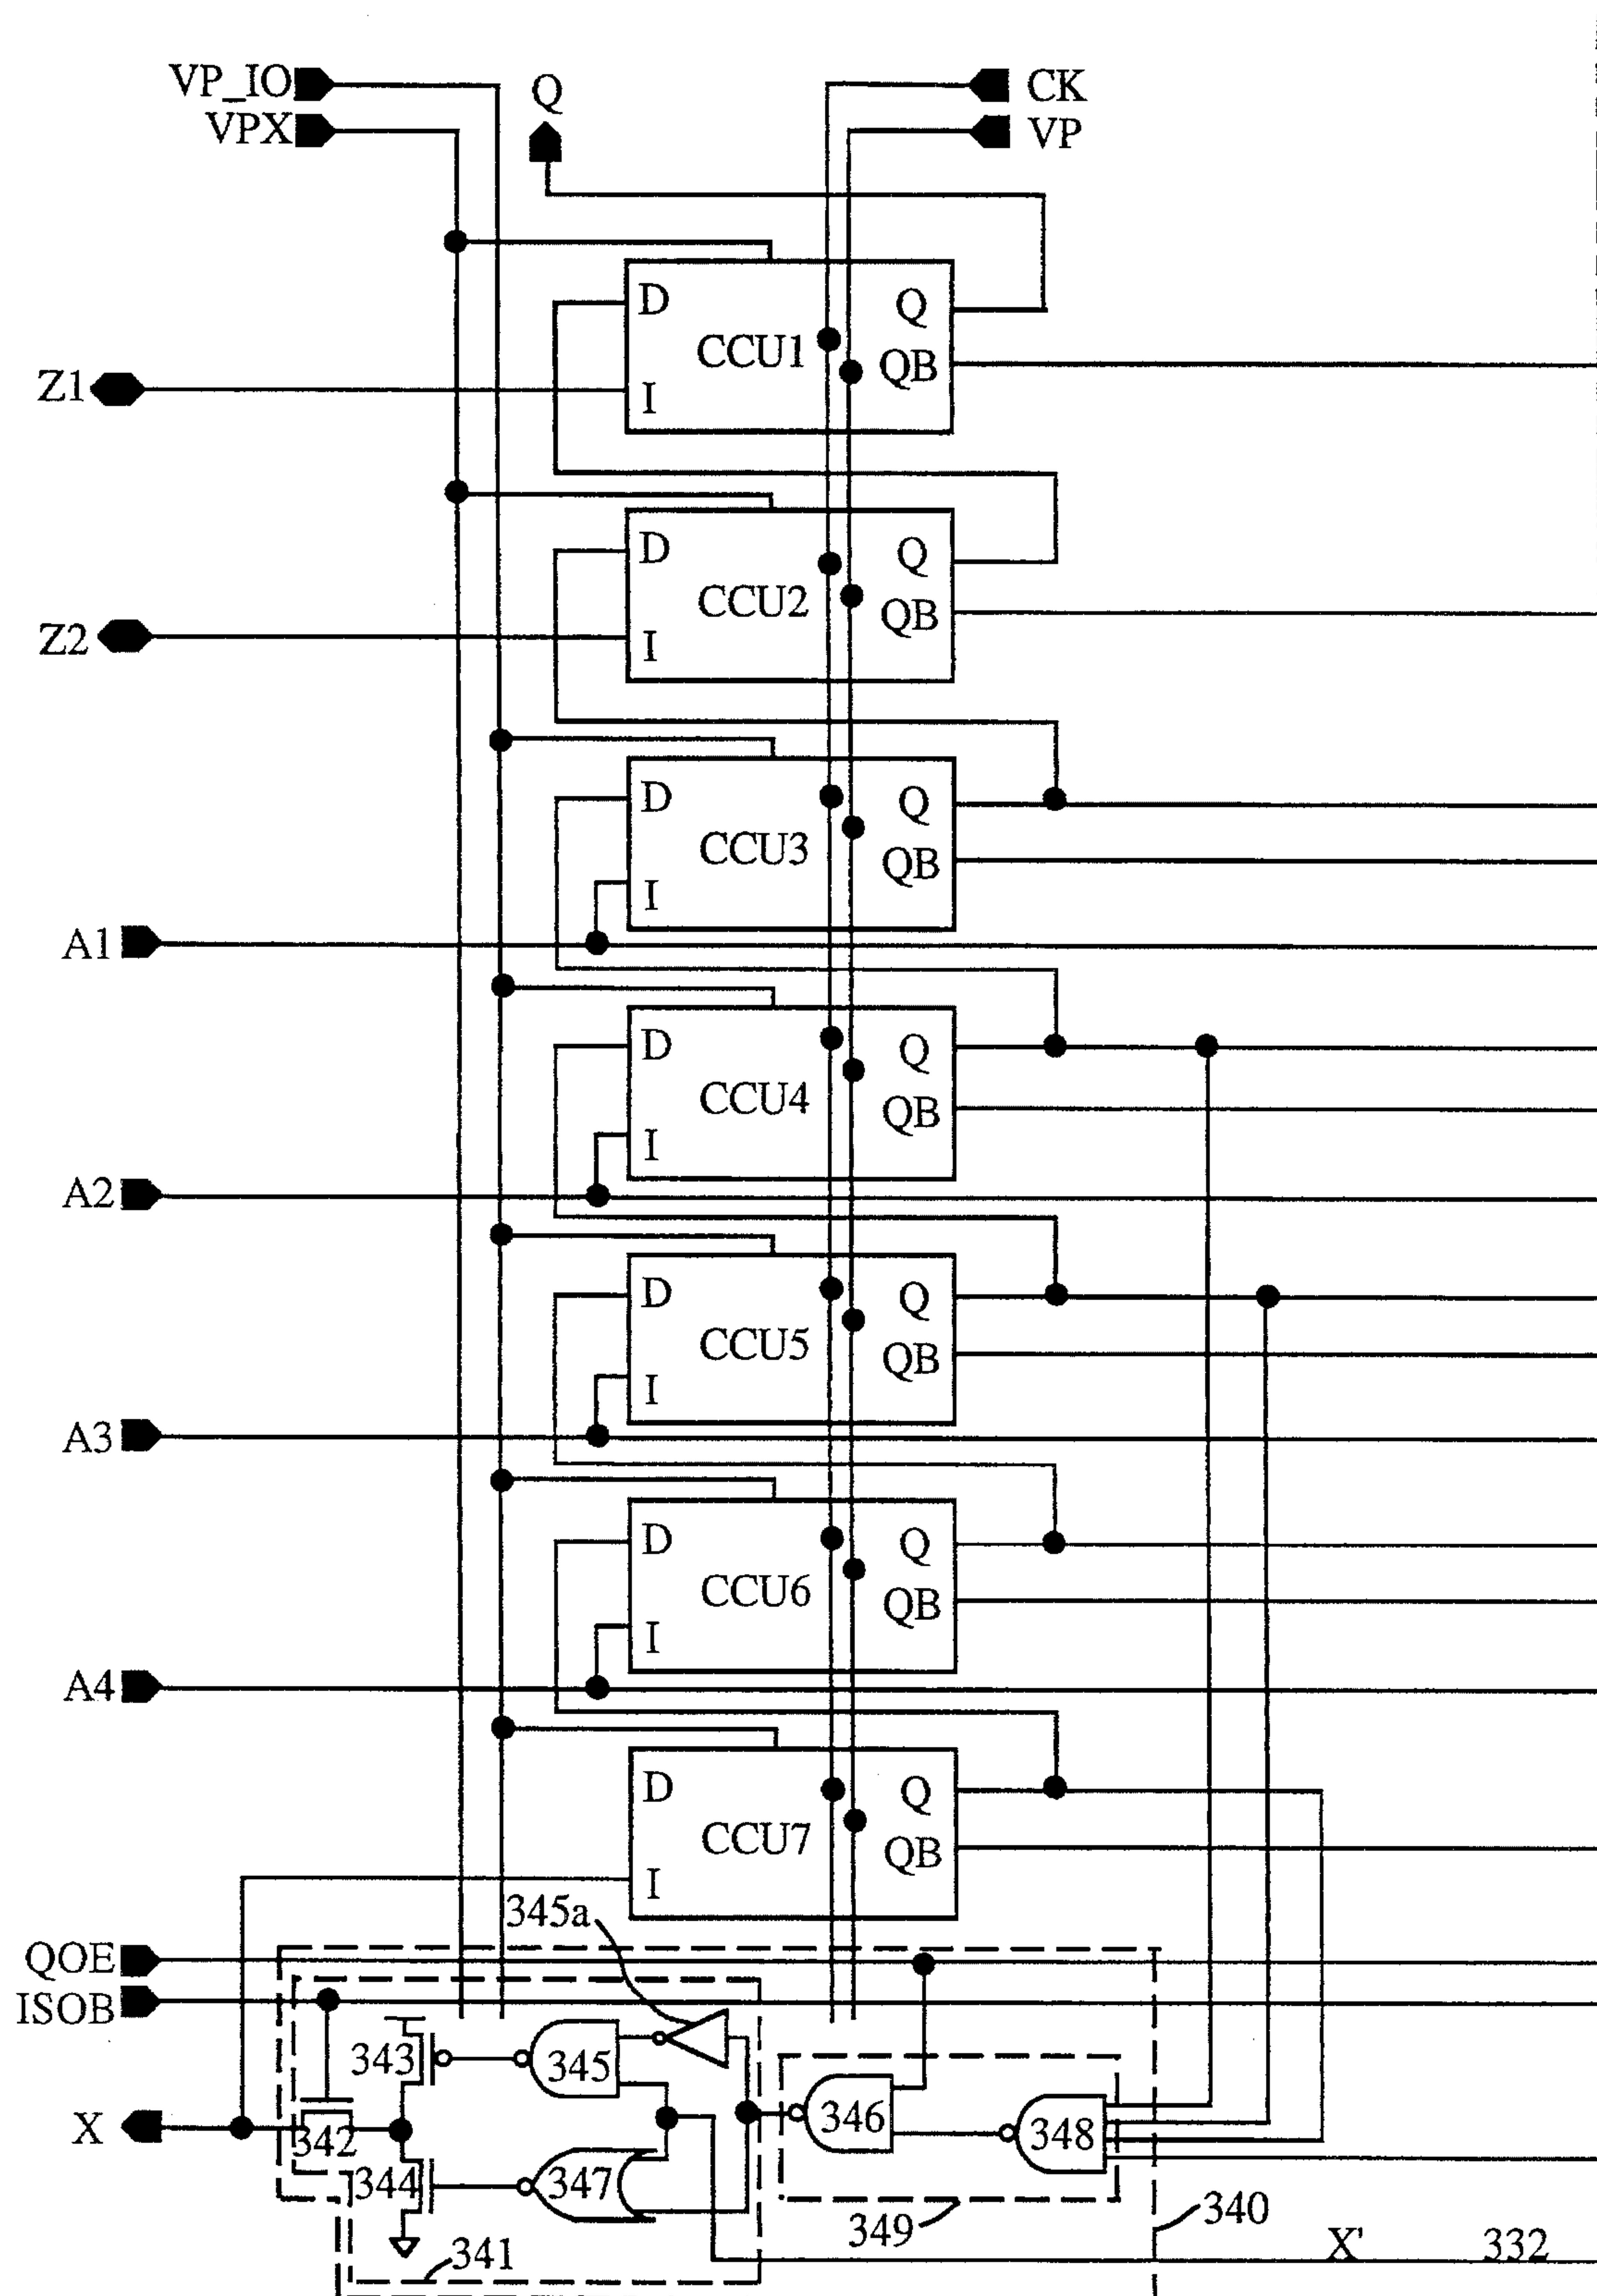 VP_IO
VPX
Q
CK
VP
D
CCU1
Q
QB
Z1
I
D
CCU2
Q
QB
Z2
I
D
CCU3
Q
QB
I
A1
D
CCU4
Q
QB
I
A2
D
CCU5
Q
QB
I
A3
D
CCU6
Q
QB
I
A4
D
CCU7
Q
QB
I
345a
QOE
ISOB
343
345
X
342
346
348
344
347
349
340
341
X'
332